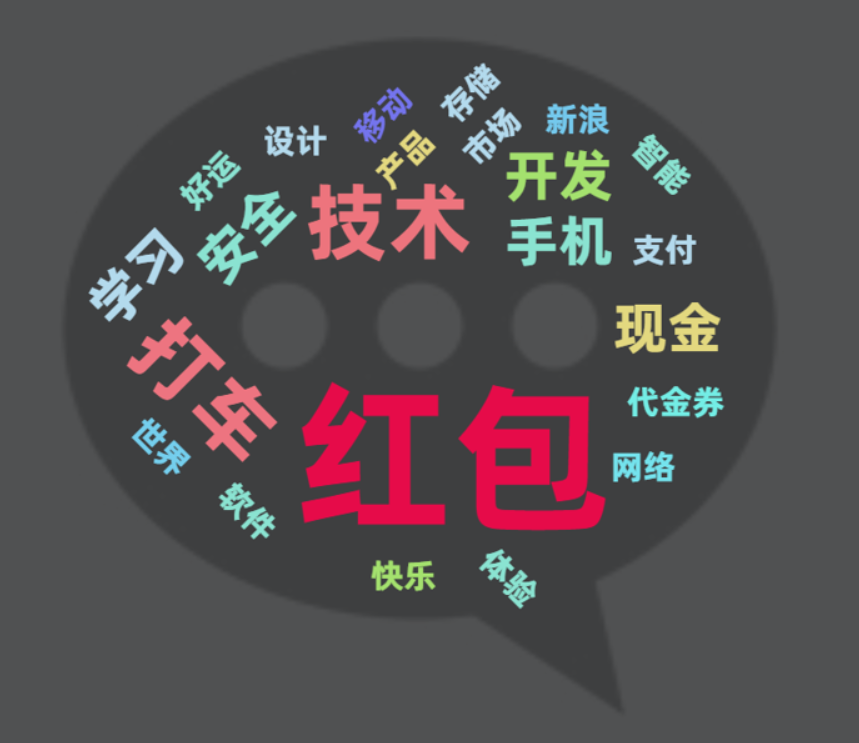 存储
移动
市场
新浪
设计
产品
智能
好运
开发
技术
安全
手机
支付
学习
现金
打车
代金券
红包
世界
网络
软件
快乐
体验